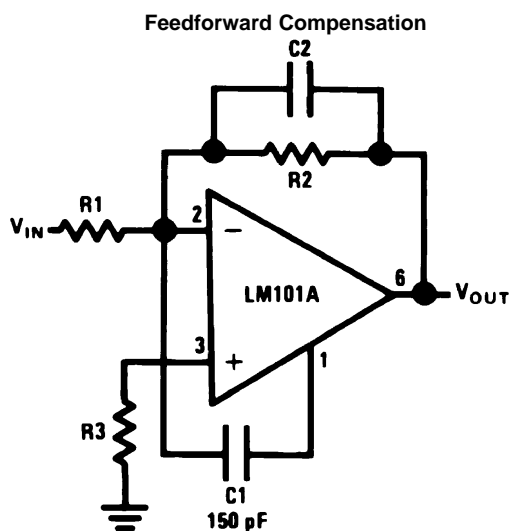 Feedforward Compensation
C2
R2
R1
VIN
2
−
LM101A
6
VOUT
3
+
1
R3
C1
150 pF